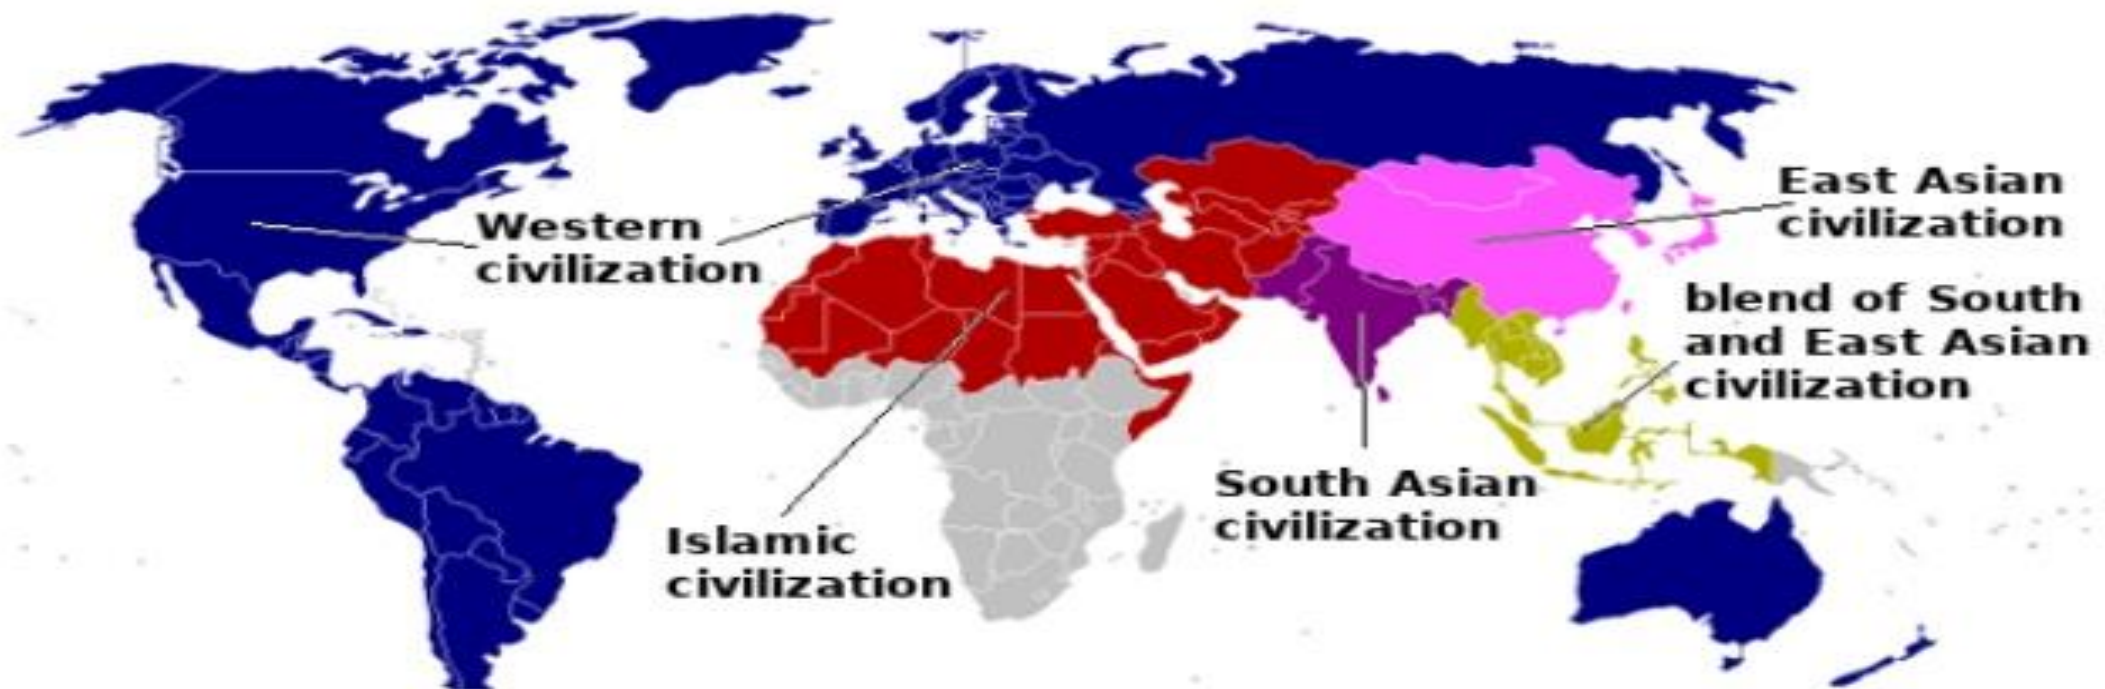 Western
civilization
East Asian
civilization
blend of South
and East Asian
civilization
South Asian
civilization
Islamic
civilization